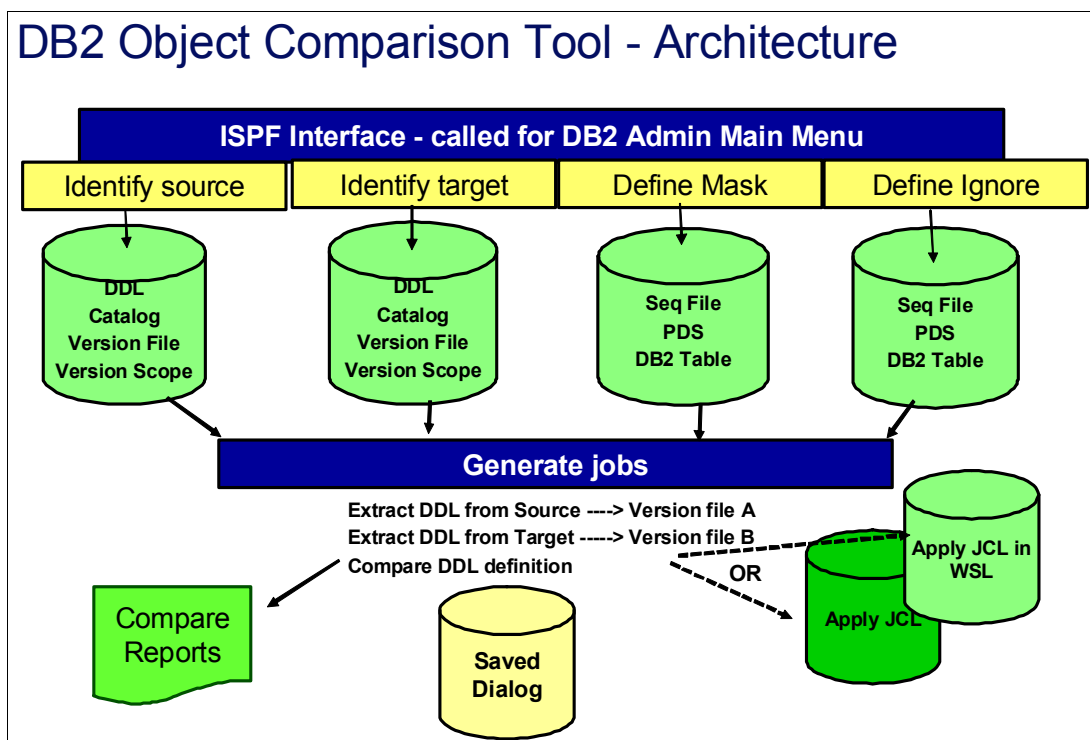 DB2 Object Comparison Tool - Architecture
ISPF Interface - called for DB2 Admin Main Menu
Identify source
Identify target
Define Mask
Define Ignore
DDL
Catalog
Version File
Version Scope
DDL
Catalog
Version File
Version Scope
Seq File
PDS
DB2 Table
Seq File
PDS
DB2 Table
Generate jobs
Extract DDL from Source ----> Version file A
Extract DDL from Target -----> Version file B
Compare DDL definition
OR
Apply JCL in
WSL
Apply JCL
Compare
Reports
Saved
Dialog